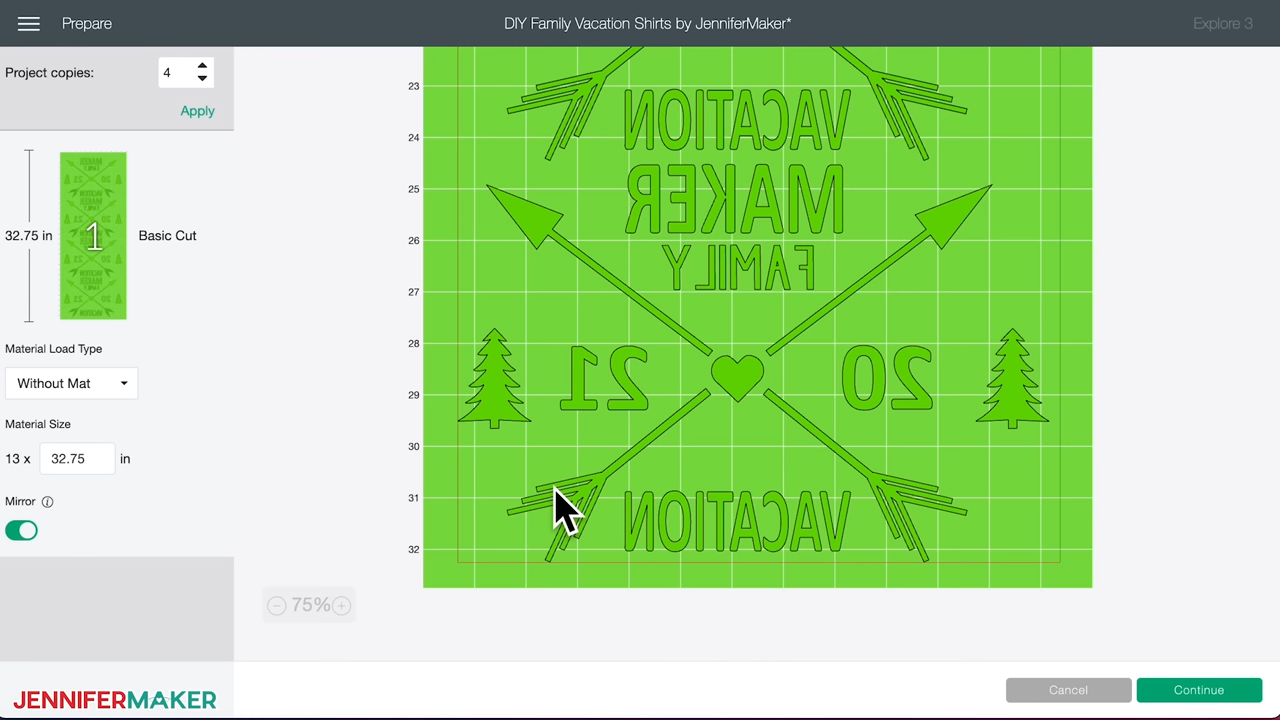 Prepare
DIY Family Vacation Shirts by JenniferMaker*
Explore 3
Project copies:
4
Apply
32.75 in
1
Basic Cut
Material Load Type
Without Mat
Material Size
13 x
32.75
in
Mirror
23
24
25
26
27
28
29
30
31
32
VACATION
MAKER
FAMILY
21
20
VACATION
75%
JENNIFERMAKER
Cancel
Continue